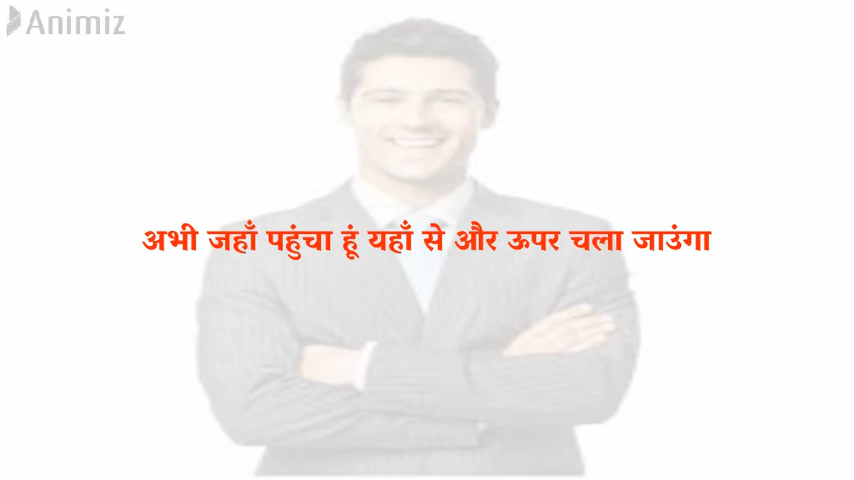 Animiz
अभी जहाँ पहुंचा हूं यहाँ से और ऊपर चला जाउंगा